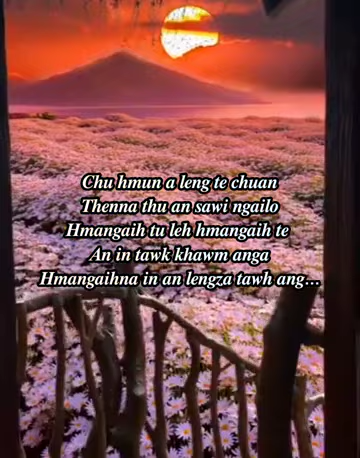 Chu hmun a leng te chuan
Thenna thu an sawi ngailo
Hmangaih tu leh hmangaih te
An in tawk khawm anga
Hmangaihna in an lengza tawh ang...